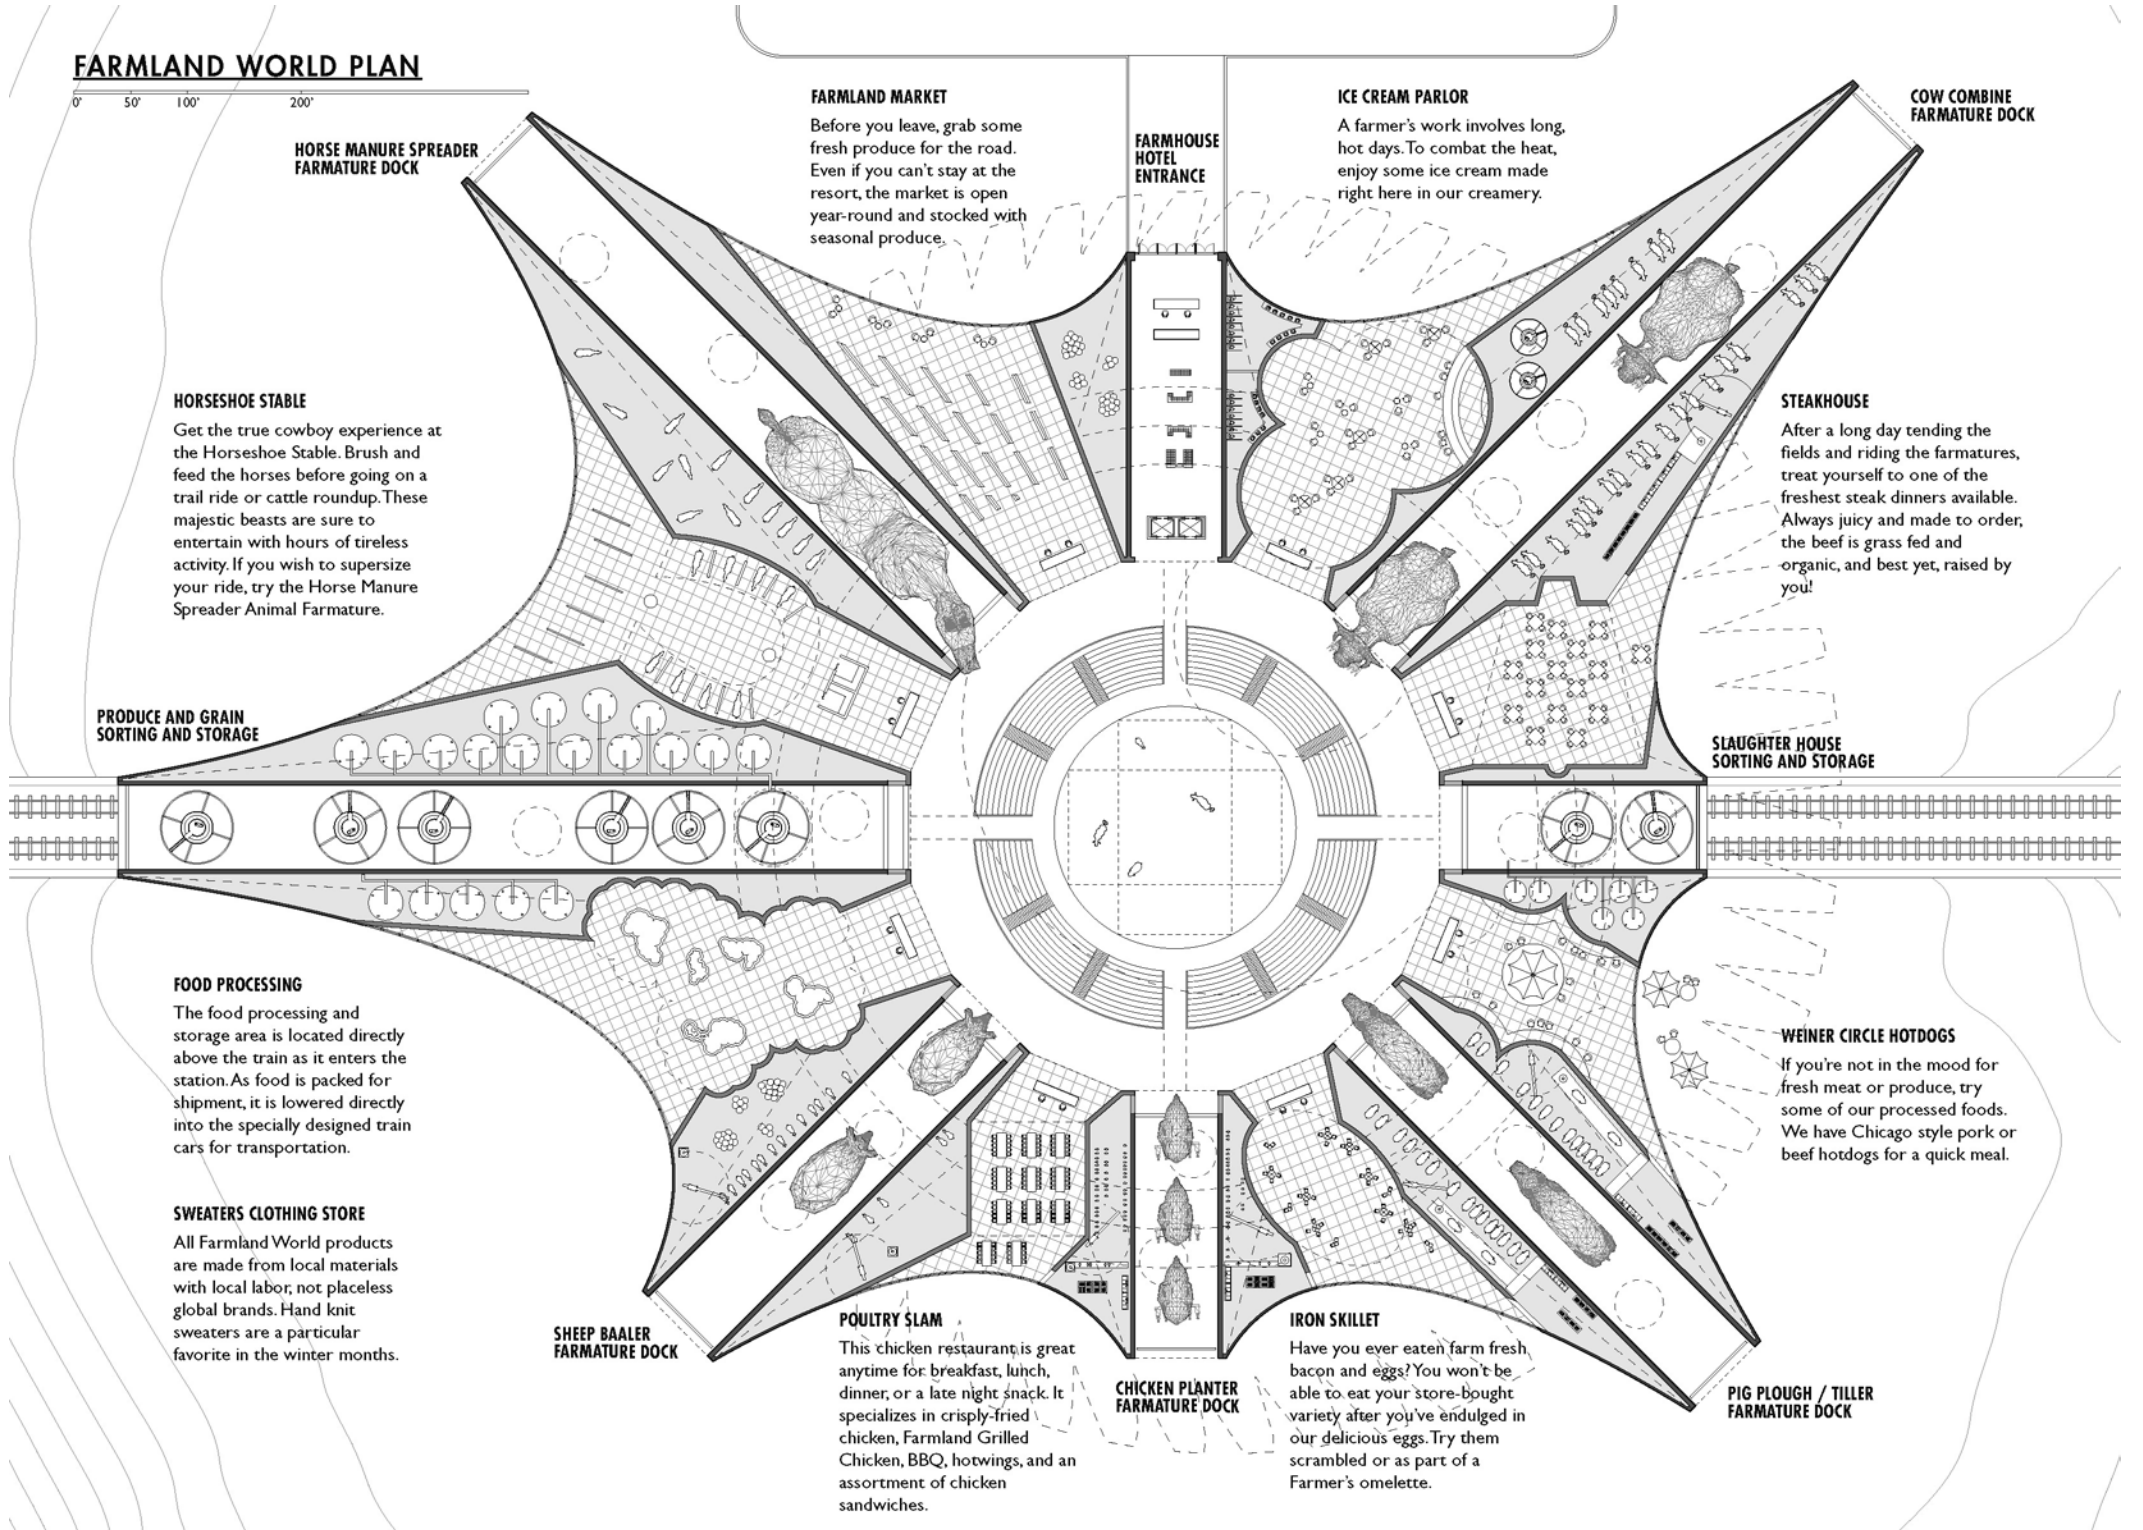 FARMLAND WORLD PLAN
0' 50' 100' 200'
HORSE MANURE SPREADER
FARMATURE DOCK
FARMLAND MARKET
Before you leave, grab some
fresh produce for the road.
Even if you can't stay at the
resort, the market is open
year-round and stocked with
seasonal produce.
FARMHOUSE
HOTEL
ENTRANCE
ICE CREAM PARLOR
A farmer's work involves long,
hot days. To combat the heat,
enjoy some ice cream made
right here in our creamery.
COW COMBINE
FARMATURE DOCK
HORSESHOE STABLE
Get the true cowboy experience at
the Horseshoe Stable. Brush and
feed the horses before going on a
trail ride or cattle roundup. These
majestic beasts are sure to
entertain with hours of tireless
activity. If you wish to supersize
your ride, try the Horse Manure
Spreader Animal Farmature.
STEAKHOUSE
After a long day tending the
fields and riding the farmatures,
treat yourself to one of the
freshest steak dinners available.
Always juicy and made to order,
the beef is grass fed and
organic, and best yet, raised by
you!
PRODUCE AND GRAIN
SORTING AND STORAGE
SLAUGHTER HOUSE
SORTING AND STORAGE
FOOD PROCESSING
The food processing and
storage area is located directly
above the train as it enters the
station. As food is packed for
shipment, it is lowered directly
into the specially designed train
cars for transportation.
WEINER CIRCLE HOTDOGS
If you're not in the mood for
fresh meat or produce, try
some of our processed foods.
We have Chicago style pork or
beef hotdogs for a quick meal.
SWEATERS CLOTHING STORE
All Farmland World products
are made from local materials
with local labor, not placeless
global brands. Hand knit
sweaters are a particular
favorite in the winter months.
SHEEP BAALER
FARMATURE DOCK
POULTRY SLAM
This chicken restaurant is great
anytime for breakfast, lunch,
dinner, or a late night snack. It
specializes in crisply-fried
chicken, Farmland Grilled
Chicken, BBQ, hotwings, and an
assortment of chicken
sandwiches.
CHICKEN PLANTER
FARMATURE DOCK
IRON SKILLET
Have you ever eaten farm fresh
bacon and eggs? You won't be
able to eat your store-bought
variety after you've endulged in
our delicious eggs. Try them
scrambled or as part of a
Farmer's omelette.
PIG PLOUGH / TILLER
FARMATURE DOCK